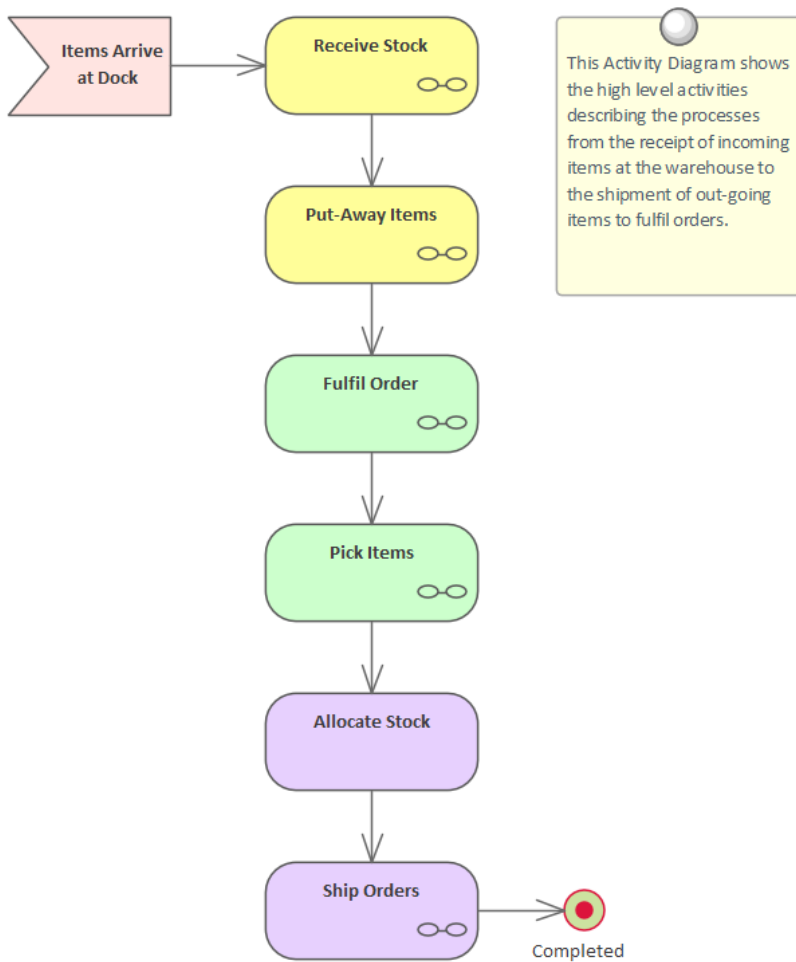 Items Arrive
at Dock
Receive Stock
This Activity Diagram shows
the high level activities
describing the processes
from the receipt of incoming
items at the warehouse to
the shipment of out-going
items to fulfil orders.
Put-Away Items
Fulfil Order
Pick Items
Allocate Stock
Ship Orders
Completed